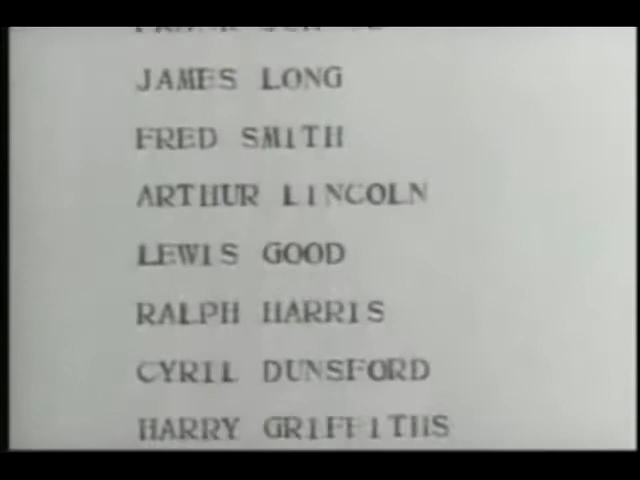 JAMES LONG
FRED SMITH
ARTHUR LINCOLN
LEWIS GOOD
RALPH HARRIS
CYRIL DUNSFORD
HARRY GRIFFITHS